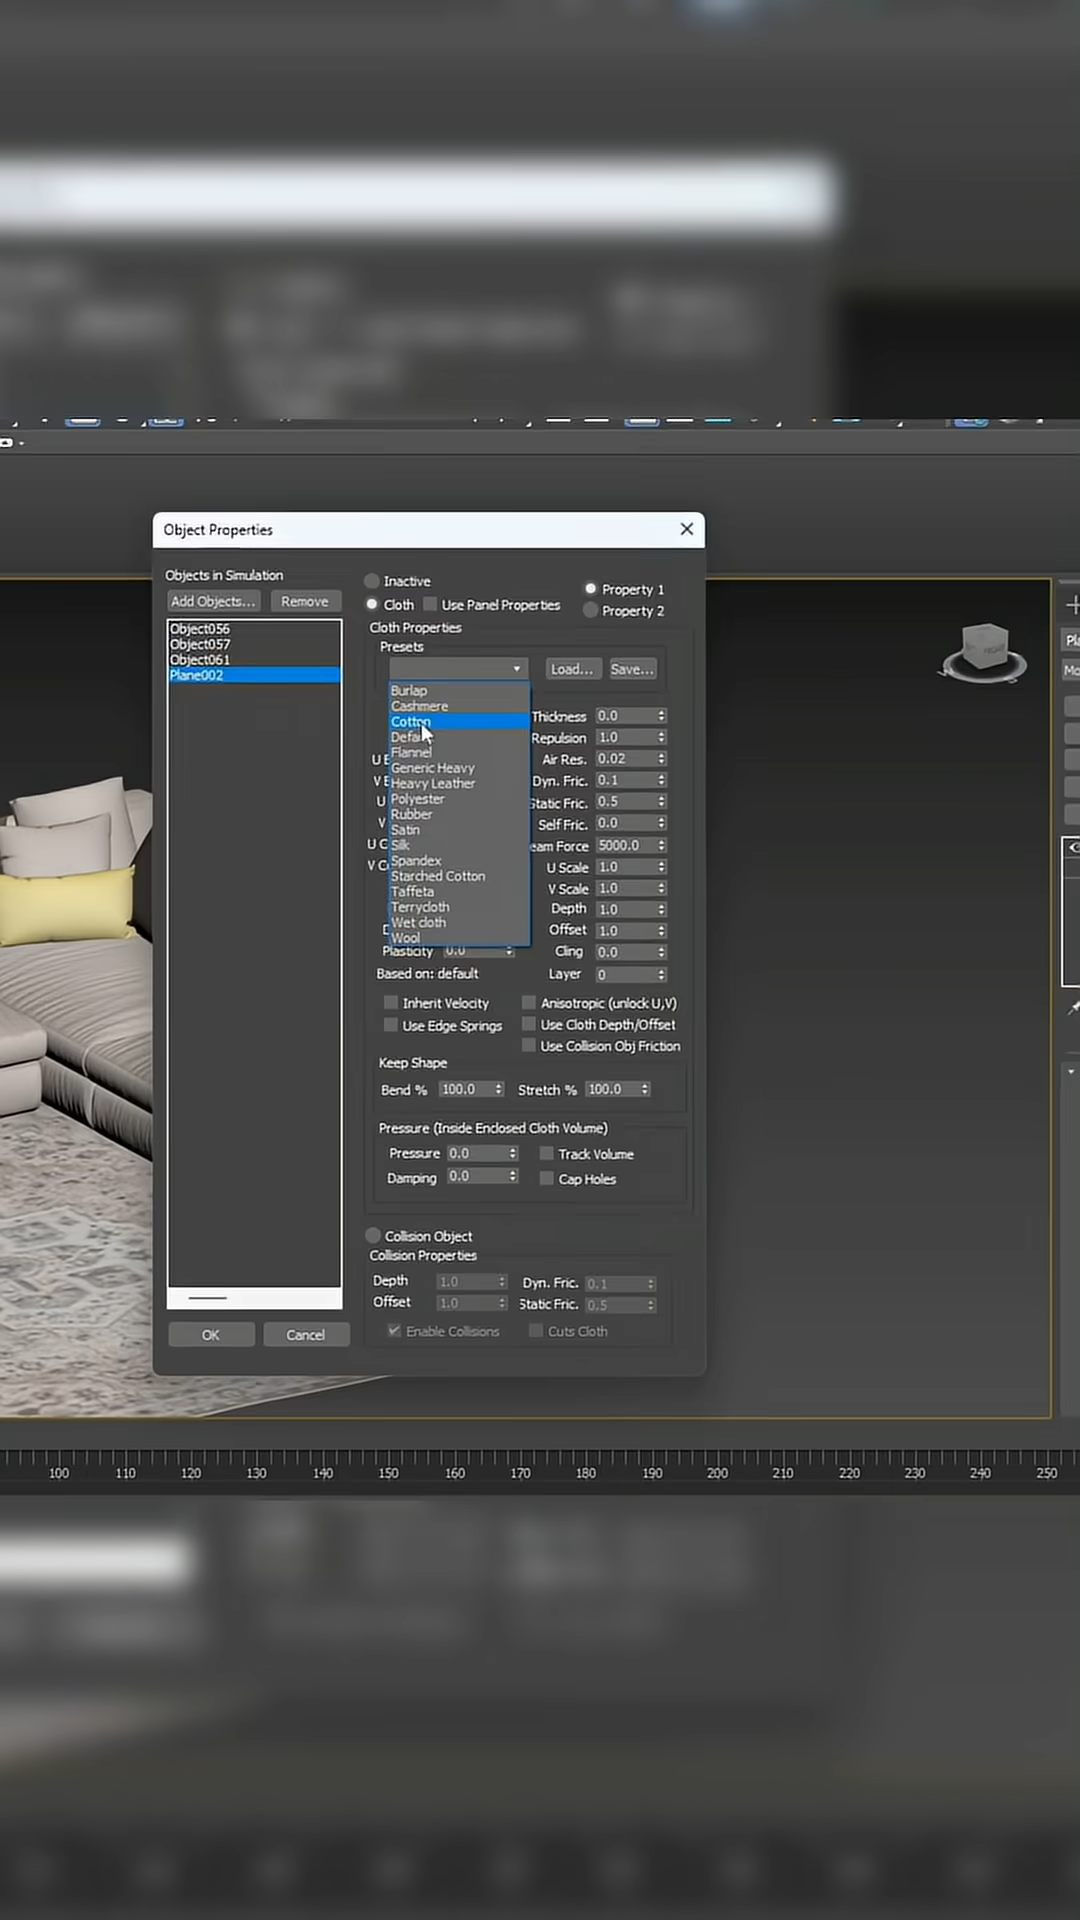 Object Properties
Objects in Simulation
Add Objects...
Remove
Object056
Object057
Object061
Plane002
Inactive
Cloth
Use Panel Properties
Property 1
Property 2
Cloth Properties
Presets
Load...
Save...
Burlap
Cashmere
Cotton
Flannel
Generic Heavy
Heavy Leather
Polyester
Rubber
Satin
Silk
Spandex
Starched Cotton
Taffeta
Terrycloth
Wet cloth
Wool
Thickness 0.0
Repulsion 1.0
Air Res. 0.02
Dyn. Fric. 0.1
Static Fric. 0.5
Self Fric. 0.0
Force 5000.0
U Scale 1.0
V Scale 1.0
Depth 1.0
Offset 1.0
Plasticity 0.0
Cling 0.0
Based on: default
Layer 0
Inherit Velocity
Anisotropic (unlock U,V)
Use Edge Springs
Use Cloth Depth/Offset
Use Collision Obj Friction
Keep Shape
Bend % 100.0 Stretch % 100.0
Pressure (Inside Enclosed Cloth Volume)
Pressure 0.0 Track Volume
Damping 0.0 Cap Holes
Collision Object
Collision Properties
Depth 1.0 Dyn. Fric. 0.1
Offset 1.0 Static Fric. 0.5
Enable Collisions Cuts Cloth
OK
Cancel
100 110 120 130 140 150 160 170 180 190 200 210 220 230 240 250